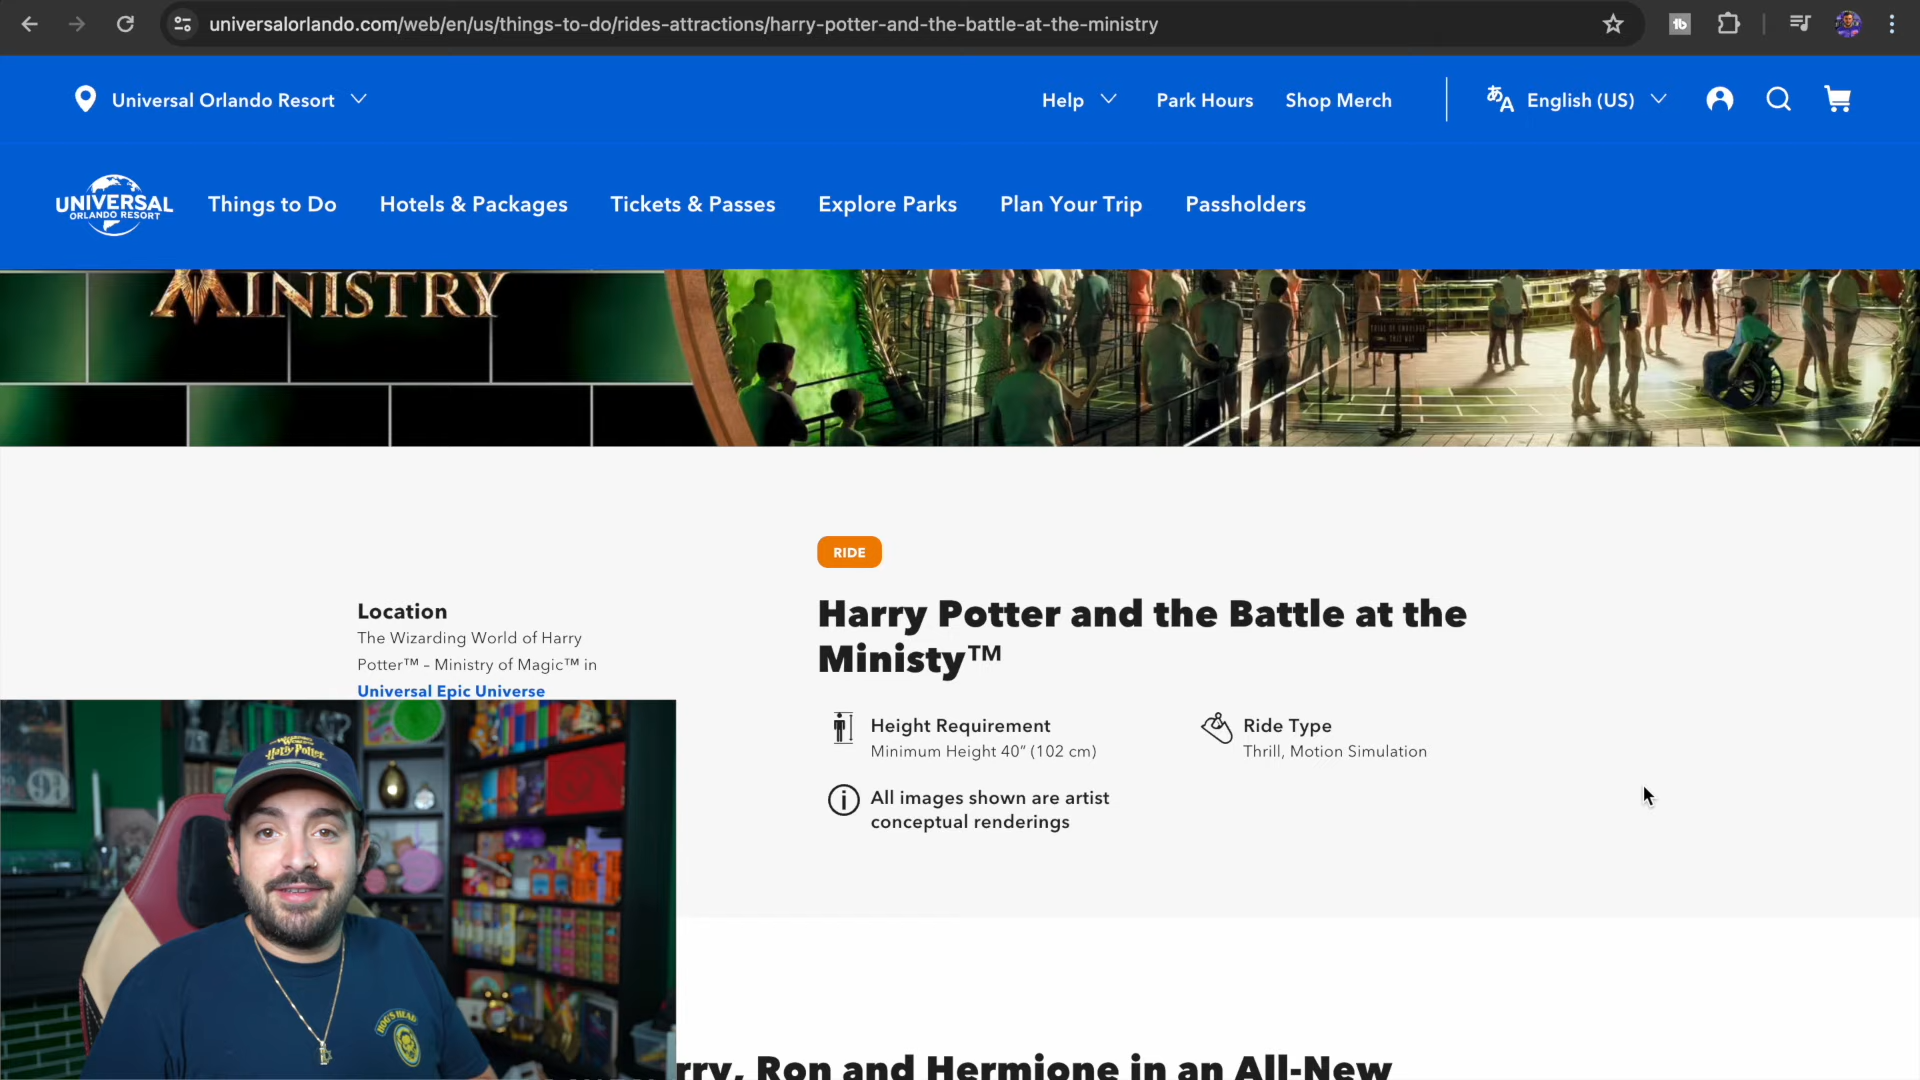 universalorlando.com/web/en/us/things-to-do/rides-attractions/harry-potter-and-the-battle-at-the-ministry
Universal Orlando Resort
Help
Park Hours
Shop Merch
English (US)
UNIVERSAL
ORLANDO RESORT
Things to Do
Hotels & Packages
Tickets & Passes
Explore Parks
Plan Your Trip
Passholders
MINISTRY
RIDE
Location
The Wizarding World of Harry
Potter™ – Ministry of Magic™ in
Universal Epic Universe
Harry Potter and the Battle at the
Ministy™
Height Requirement
Minimum Height 40” (102 cm)
Ride Type
Thrill, Motion Simulation
All images shown are artist
conceptual renderings
Harry Potter
HOG'S HEAD
rry, Ron and Hermione in an All-New